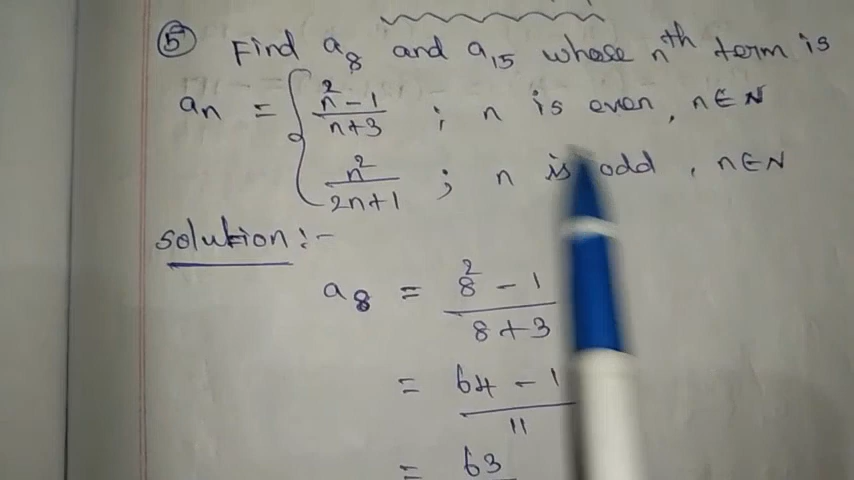 ⑤ Find a₈ and a₁₅ whose nᵗʰ term is
aₙ = { (n² - 1)/(n+3) ; n is even, n∈N
n²/(2n+1) ; n is odd, n∈N
Solution :-
a₈ = (8² - 1)/(8+3)
= (64 - 1)/11
= 63